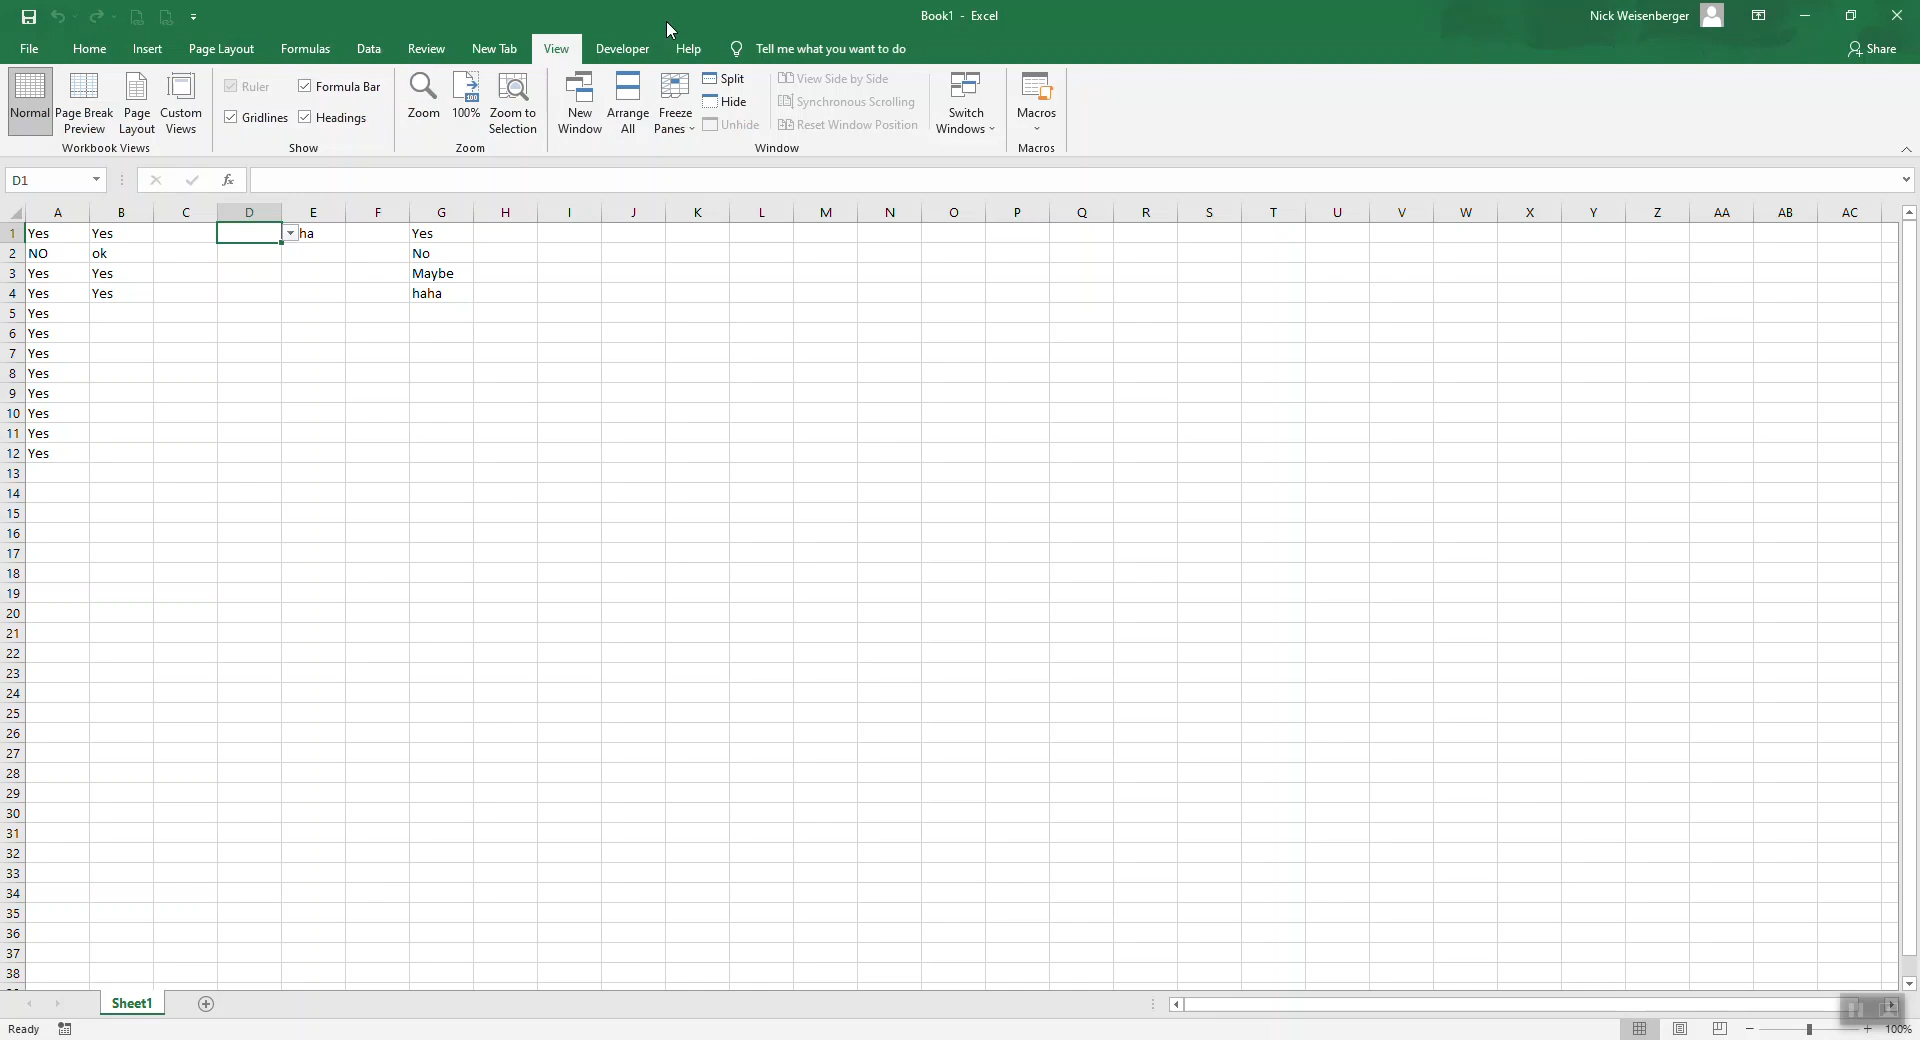 Book1 - Excel
Nick Weisenberger
File Home Insert Page Layout Formulas Data Review New Tab View Developer Help Tell me what you want to do Share
Normal
Page Break Preview
Page Layout
Custom Views
Workbook Views
Ruler
Formula Bar
Gridlines
Headings
Show
Zoom
100%
Zoom to Selection
Zoom
New Window
Arrange All
Freeze Panes
Split
Hide
Unhide
View Side by Side
Synchronous Scrolling
Reset Window Position
Switch Windows
Window
Macros
Macros
D1
fx
A B C D E F G H I J K L M N O P Q R S T U V W X Y Z AA AB AC
1 Yes Yes ha Yes
2 NO ok No
3 Yes Yes Maybe
4 Yes Yes haha
5 Yes
6 Yes
7 Yes
8 Yes
9 Yes
10 Yes
11 Yes
12 Yes
13
14
15
16
17
18
19
20
21
22
23
24
25
26
27
28
29
30
31
32
33
34
35
36
37
38
Sheet1
Ready
100%